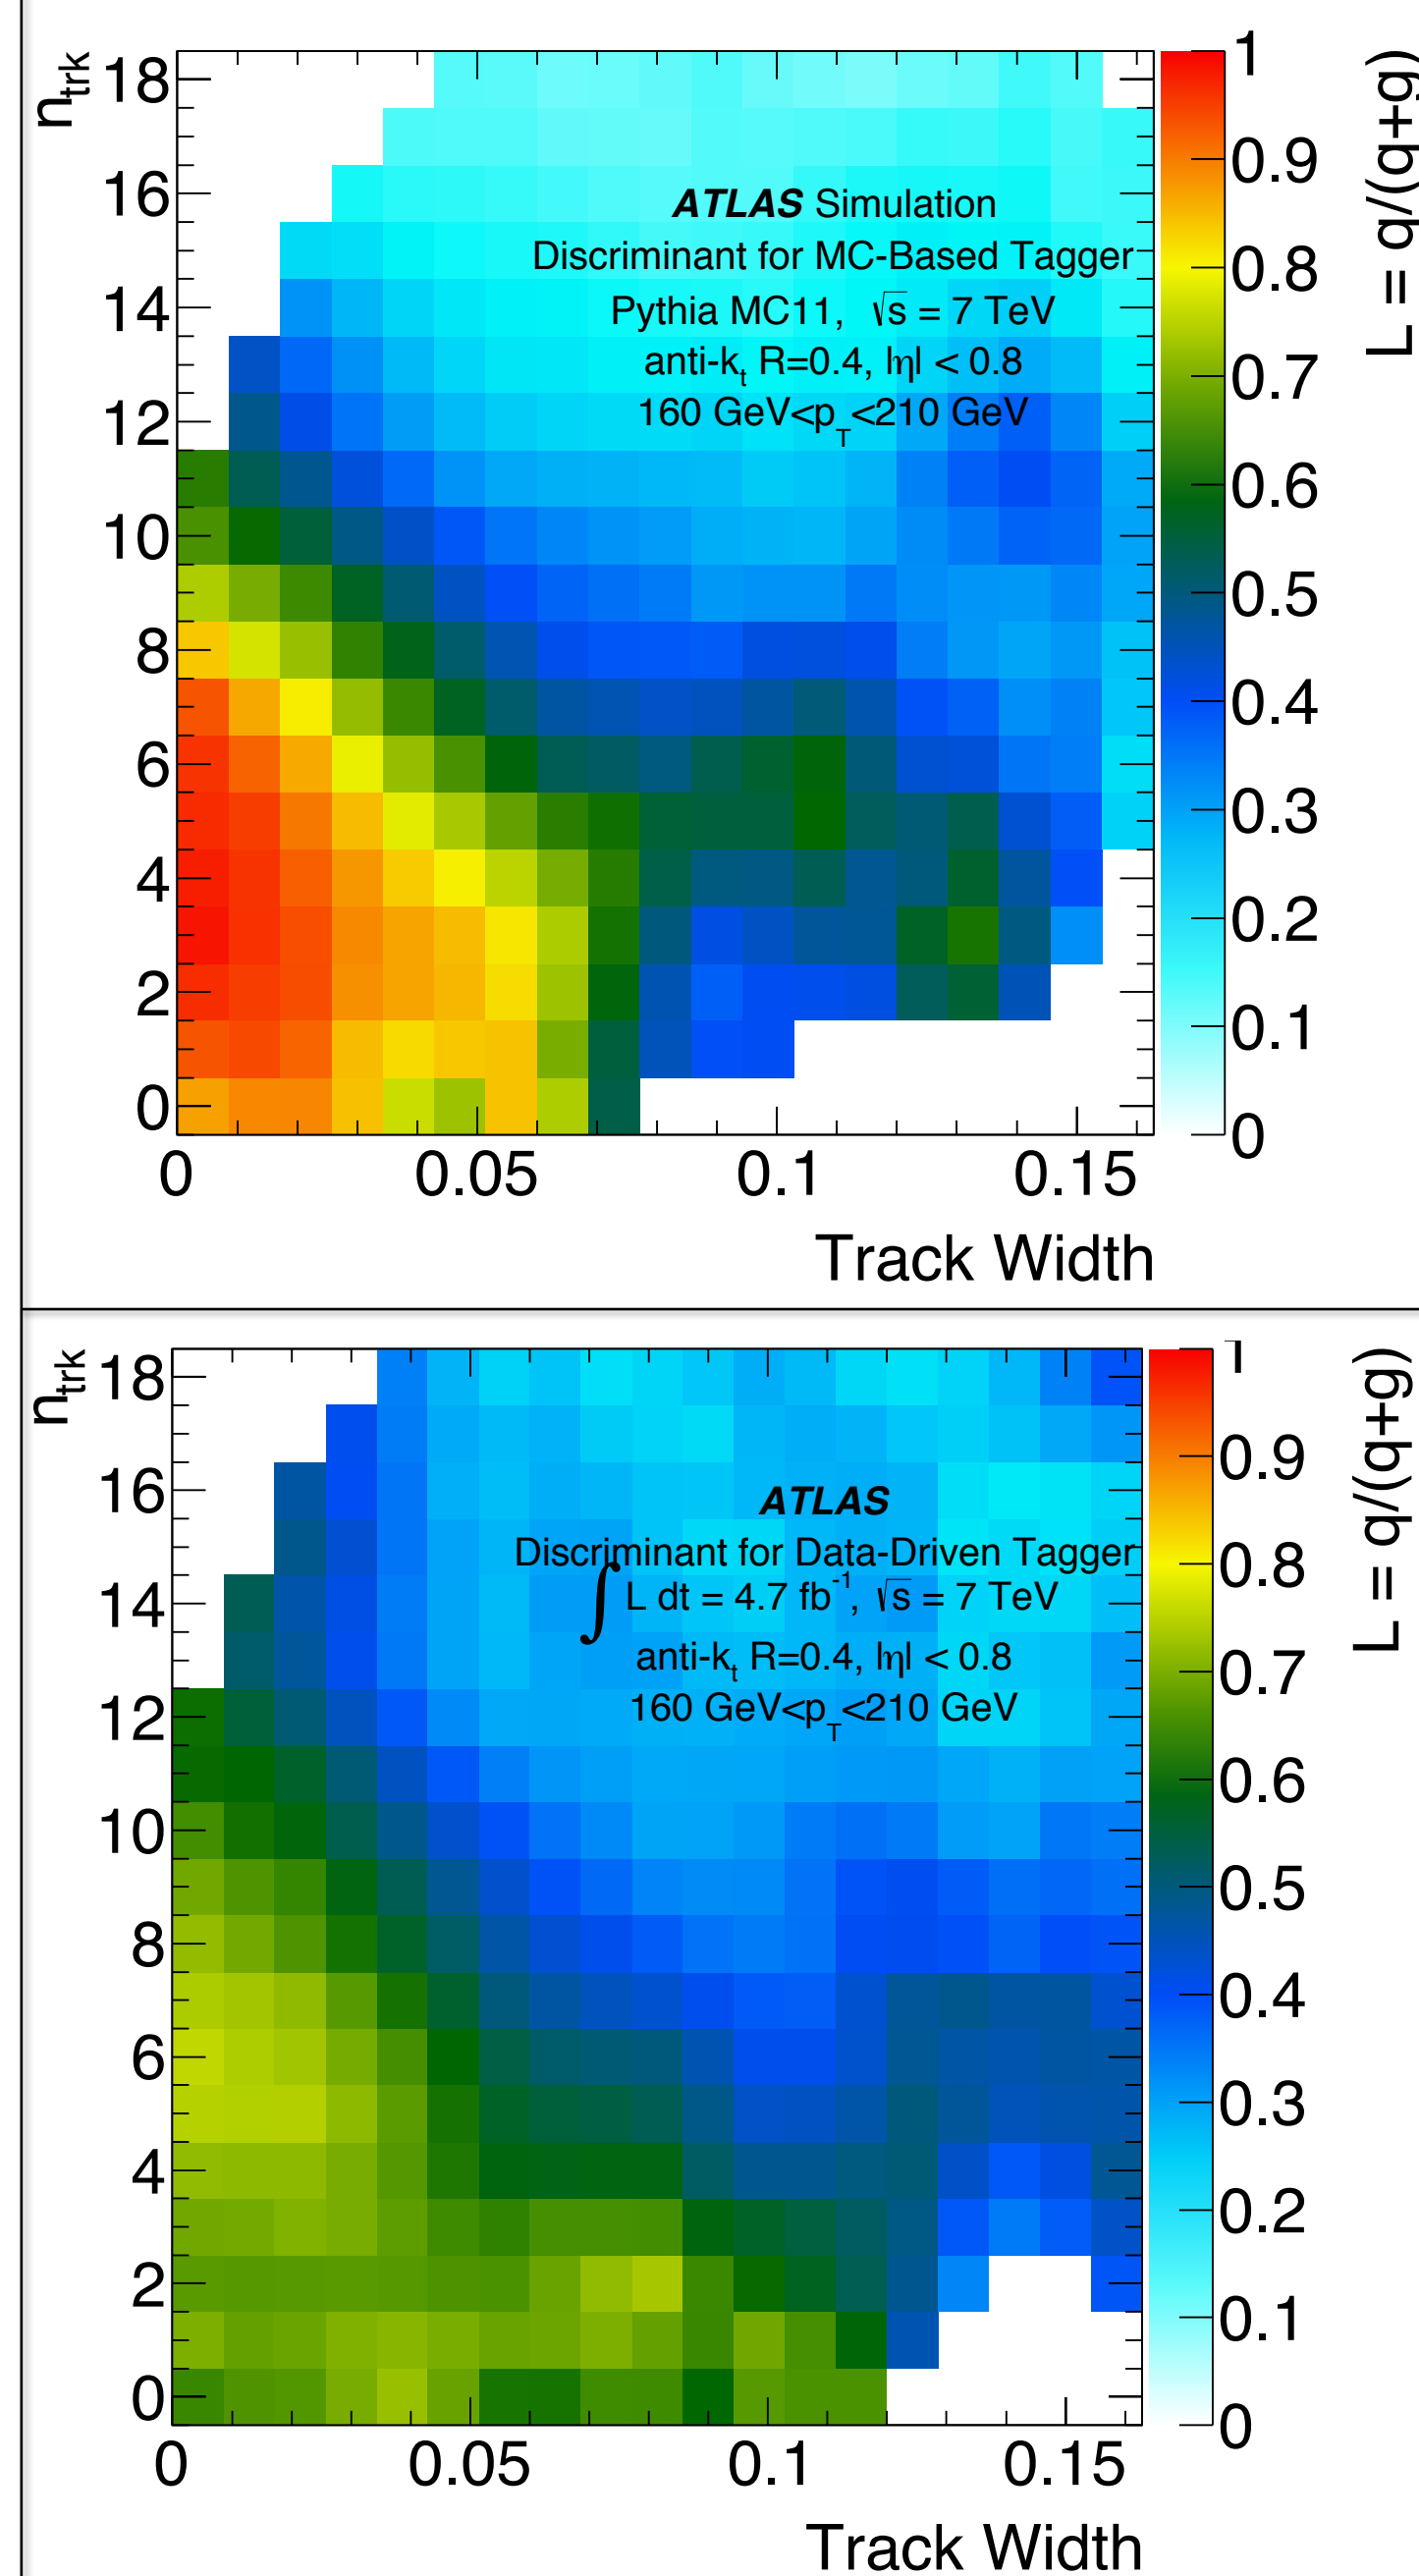 n_trk
18
16
14
12
10
8
6
4
2
0
ATLAS Simulation
Discriminant for MC-Based Tagger
Pythia MC11, √s = 7 TeV
anti-k_t R=0.4, |η| < 0.8
160 GeV<p_T<210 GeV
0 0.05 0.1 0.15
Track Width
1
0.9
0.8
0.7
0.6
0.5
0.4
0.3
0.2
0.1
0
L = q/(q+g)
n_trk
18
16
14
12
10
8
6
4
2
0
ATLAS
Discriminant for Data-Driven Tagger
∫ L dt = 4.7 fb^-1, √s = 7 TeV
anti-k_t R=0.4, |η| < 0.8
160 GeV<p_T<210 GeV
0 0.05 0.1 0.15
Track Width
1
0.9
0.8
0.7
0.6
0.5
0.4
0.3
0.2
0.1
0
L = q/(q+g)